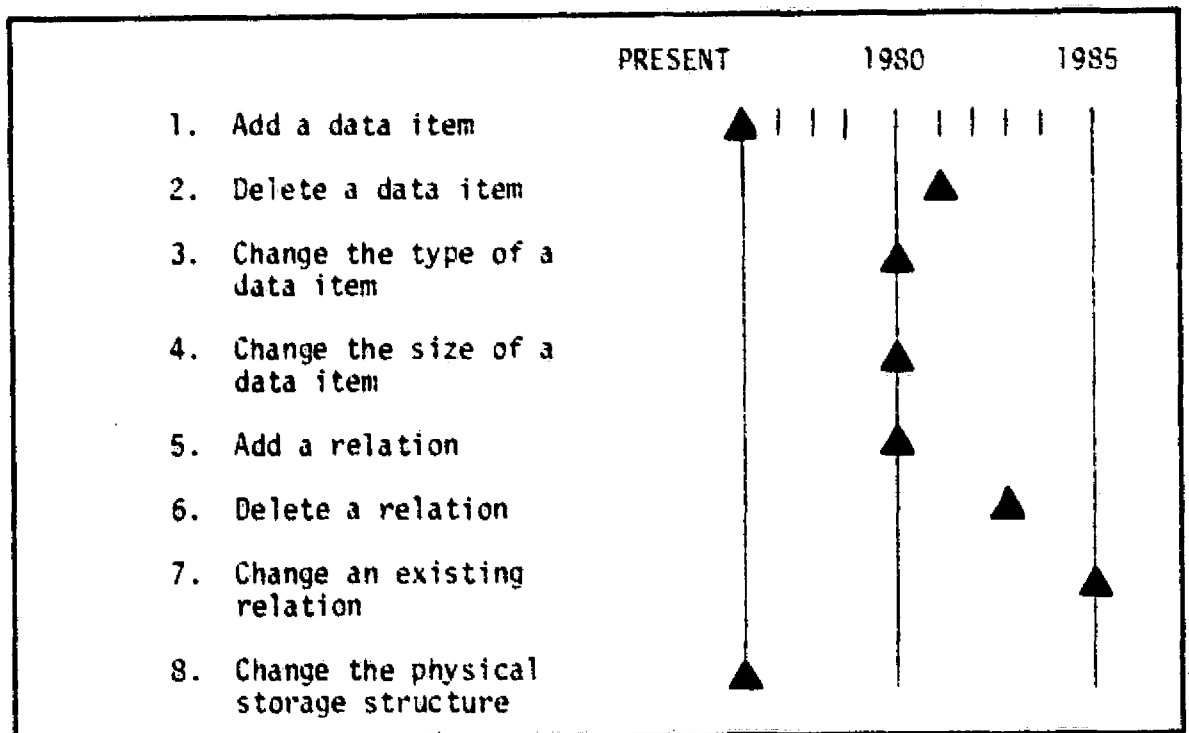 PRESENT 1980 1985
1. Add a data item
2. Delete a data item
3. Change the type of a
data item
4. Change the size of a
data item
5. Add a relation
6. Delete a relation
7. Change an existing
relation
8. Change the physical
storage structure